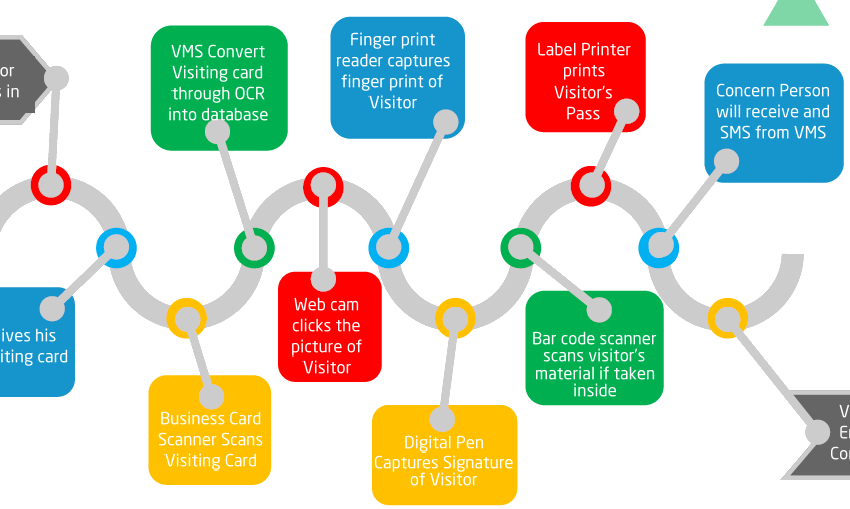 or
s in
ives his
iting card
Business Card
Scanner Scans
Visiting Card
VMS Convert
Visiting card
through OCR
into database
Web cam
clicks the
picture of
Visitor
Finger print
reader captures
finger print of
Visitor
Digital Pen
Captures Signature
of Visitor
Bar code scanner
scans visitor's
material if taken
inside
Label Printer
prints
Visitor's
Pass
Concern Person
will receive and
SMS from VMS
V
E
Co